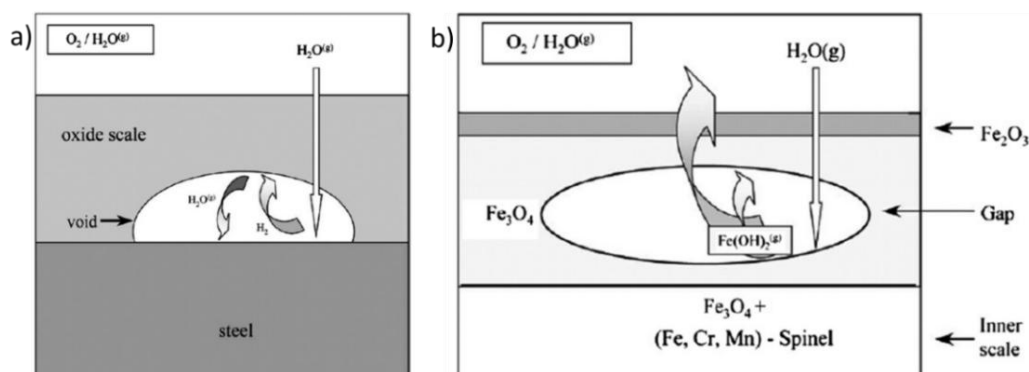 a)
O₂ / H₂O⁽ᵍ⁾
H₂O⁽ᵍ⁾
oxide scale
void
H₂O⁽ᵍ⁾
H₂
steel
b)
O₂ / H₂O⁽ᵍ⁾
H₂O(g)
Fe₂O₃
Fe₃O₄
Gap
Fe(OH)₂⁽ᵍ⁾
Fe₃O₄ +
(Fe, Cr, Mn) - Spinel
Inner
scale